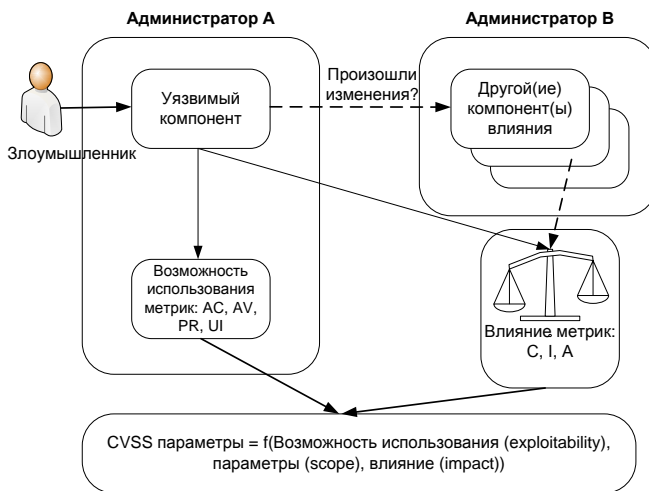 Администратор A
Администратор B
Произошли
изменения?
Уязвимый
компонент
Другой(ие)
компонент(ы)
влияния
Злоумышленник
Возможность
использования
метрик: AC, AV,
PR, UI
Влияние метрик:
C, I, A
CVSS параметры = f(Возможность использования (exploitability),
параметры (scope), влияние (impact))